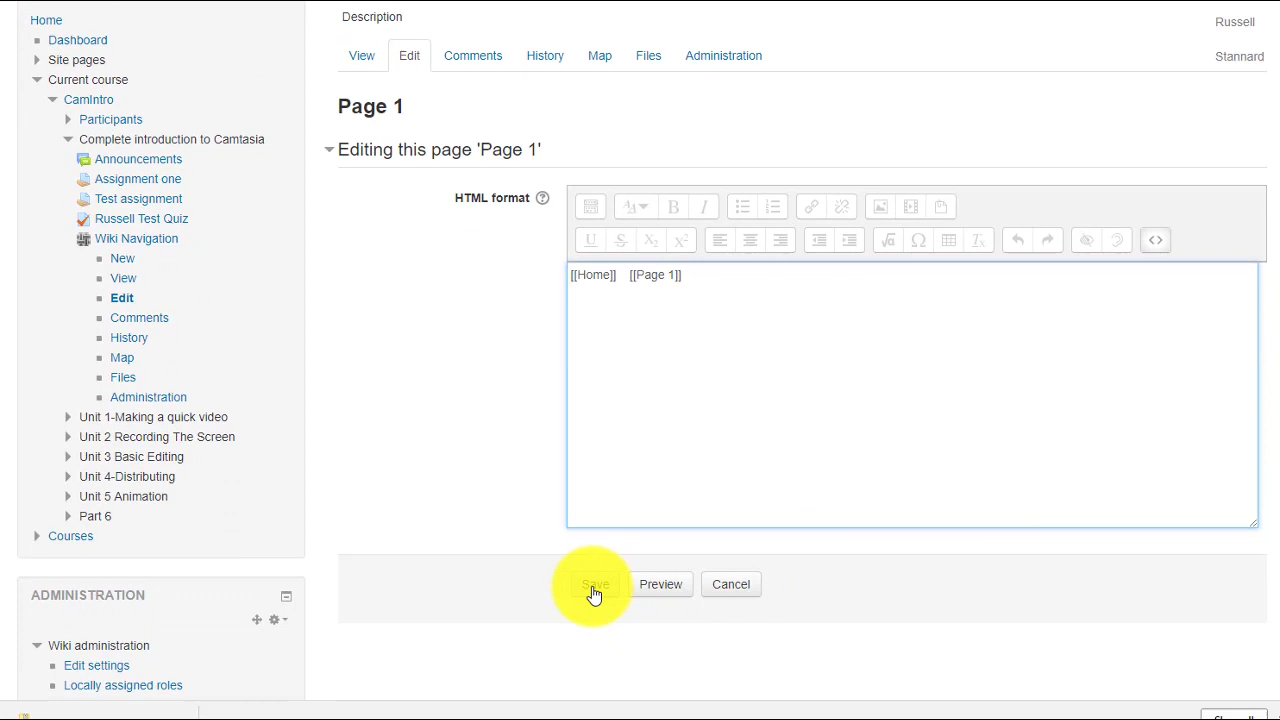 Home
Dashboard
Site pages
Current course
CamIntro
Participants
Complete introduction to Camtasia
Announcements
Assignment one
Test assignment
Russell Test Quiz
Wiki Navigation
New
View
Edit
Comments
History
Map
Files
Administration
Unit 1-Making a quick video
Unit 2 Recording The Screen
Unit 3 Basic Editing
Unit 4-Distributing
Unit 5 Animation
Part 6
Courses
ADMINISTRATION
Wiki administration
Edit settings
Locally assigned roles
Description
View Edit Comments History Map Files Administration
Page 1
Editing this page 'Page 1'
HTML format
[[Home]] [[Page 1]]
Save Preview Cancel
Russell
Stannard